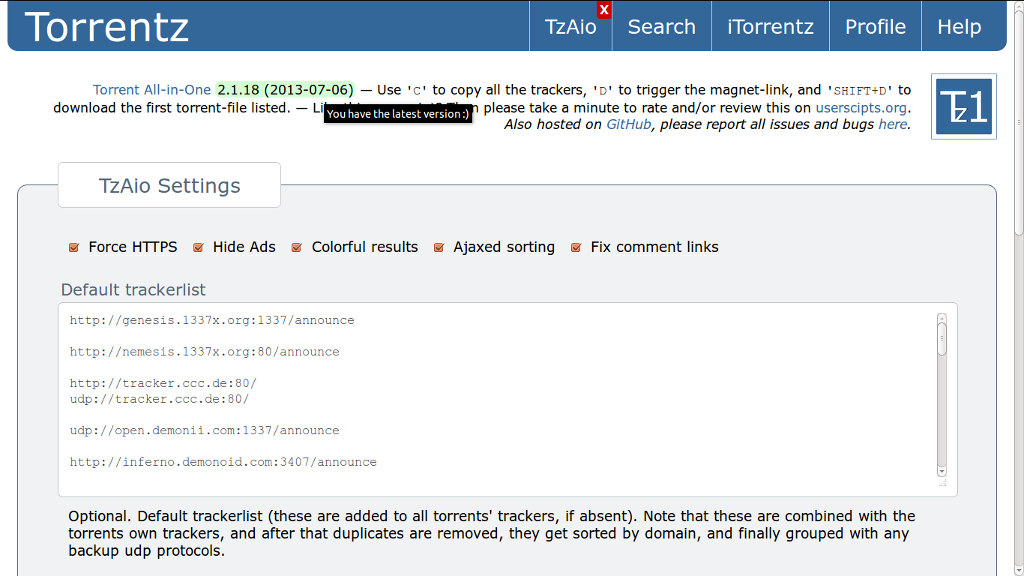 Torrentz
TzAio
X
Search
iTorrentz
Profile
Help
Torrent All-in-One 2.1.18 (2013-07-06) — Use 'C' to copy all the trackers, 'D' to trigger the magnet-link, and 'SHIFT+D' to
download the first torrent-file listed. — please take a minute to rate and/or review this on userscipts.org.
You have the latest version :)
Also hosted on GitHub, please report all issues and bugs here.
Tz1
TzAio Settings
Force HTTPS
Hide Ads
Colorful results
Ajaxed sorting
Fix comment links
Default trackerlist
http://genesis.1337x.org:1337/announce
http://nemesis.1337x.org:80/announce
http://tracker.ccc.de:80/
udp://tracker.ccc.de:80/
udp://open.demonii.com:1337/announce
http://inferno.demonoid.com:3407/announce
Optional. Default trackerlist (these are added to all torrents' trackers, if absent). Note that these are combined with the
torrents own trackers, and after that duplicates are removed, they get sorted by domain, and finally grouped with any
backup udp protocols.